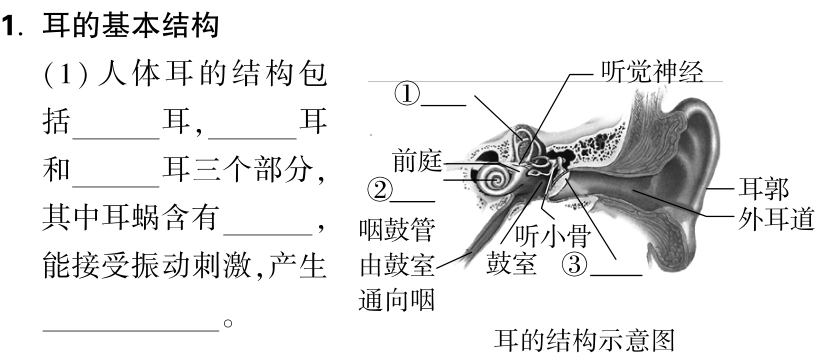 1. 耳的基本结构
(1)人体耳的结构包
括______耳,______耳
和______耳三个部分,
其中耳蜗含有______,
能接受振动刺激,产生
____________。
听觉神经
①___
前庭
②___
耳郭
外耳道
咽鼓管
由鼓室
通向咽
听小骨
鼓室
③____
耳的结构示意图